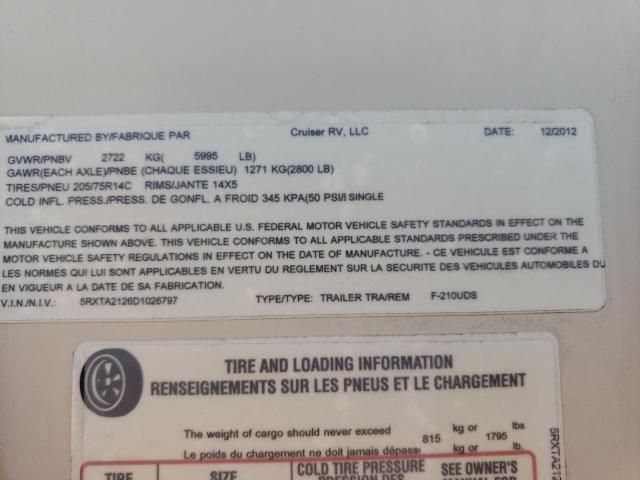 MANUFACTURED BY/FABRIQUE PAR Cruiser RV, LLC DATE: 12/2012
GVWR/PNBV 2722 KG( 5995 LB)
GAWR(EACH AXLE)/PNBE (CHAQUE ESSIEU) 1271 KG(2800 LB)
TIRES/PNEU 205/75R14C RIMS/JANTE 14X5
COLD INFL. PRESS./PRESS. DE GONFL. A FROID 345 KPA(50 PSI/I SINGLE
THIS VEHICLE CONFORMS TO ALL APPLICABLE U.S. FEDERAL MOTOR VEHICLE SAFETY STANDARDS IN EFFECT ON THE
MANUFACTURE SHOWN ABOVE. THIS VEHICLE CONFORMS TO ALL APPLICABLE STANDARDS PRESCRIBED UNDER THE
MOTOR VEHICLE SAFETY REGULATIONS IN EFFECT ON THE DATE OF MANUFACTURE. - CE VEHICULE EST CONFORME A
LES NORMES QUI LUI SONT APPLICABLES EN VERTU DU REGLEMENT SUR LA SECURITE DES VEHICULES AUTOMOBILES DU
EN VIGUEUR A LA DATE DE SA FABRICATION.
V.I.N./N.I.V.: 5RXTA2126D1026797 TYPE/TYPE: TRAILER TRA/REM F-210UDS
TIRE AND LOADING INFORMATION
RENSEIGNEMENTS SUR LES PNEUS ET LE CHARGEMENT
The weight of cargo should never exceed kg or lbs
815 1795
Le poids du chargement ne doit jamais dépass kg or lb.
5RXTA212
TIRE SIZE COLD TIRE PRESSURE SEE OWNER'S
PRESSION DES MANUAL FOR